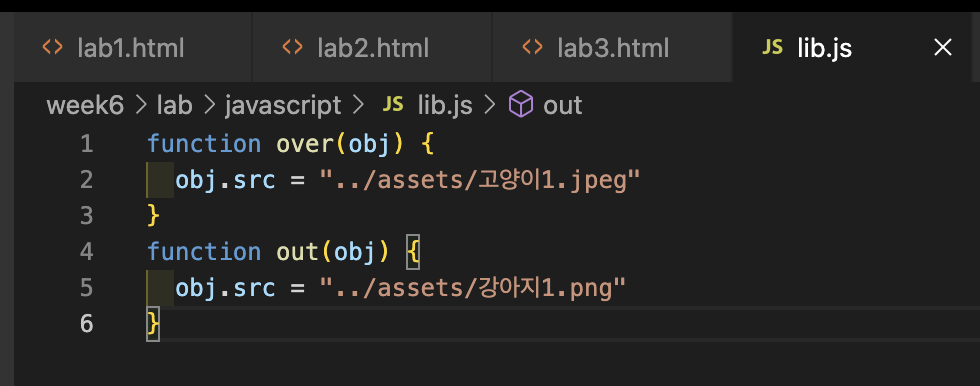 <> lab1.html <> lab2.html <> lab3.html JS lib.js ×
week6 > lab > javascript > JS lib.js > out
1 function over(obj) {
2 obj.src = "../assets/고양이1.jpeg"
3 }
4 function out(obj) {
5 obj.src = "../assets/강아지1.png"
6 }